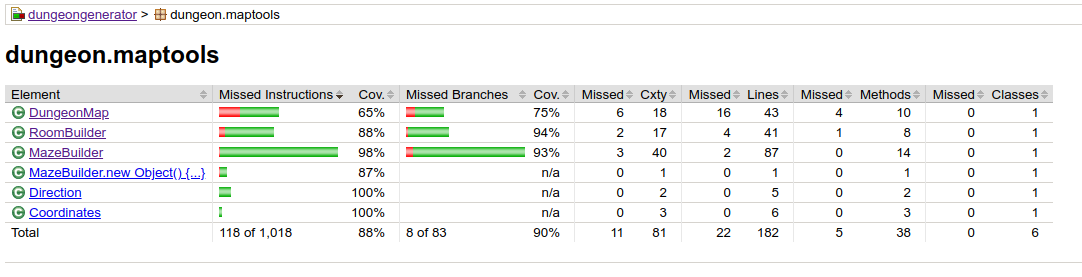 dungeongenerator > dungeon.maptools
dungeon.maptools
Element Missed Instructions Cov. Missed Branches Cov. Missed Cxty Missed Lines Missed Methods Missed Classes
C DungeonMap 65% 75% 6 18 16 43 4 10 0 1
C RoomBuilder 88% 94% 2 17 4 41 1 8 0 1
C MazeBuilder 98% 93% 3 40 2 87 0 14 0 1
C MazeBuilder.new Object() {...} 87% n/a 0 1 0 1 0 1 0 1
C Direction 100% n/a 0 2 0 5 0 2 0 1
C Coordinates 100% n/a 0 3 0 6 0 3 0 1
Total 118 of 1,018 88% 8 of 83 90% 11 81 22 182 5 38 0 6